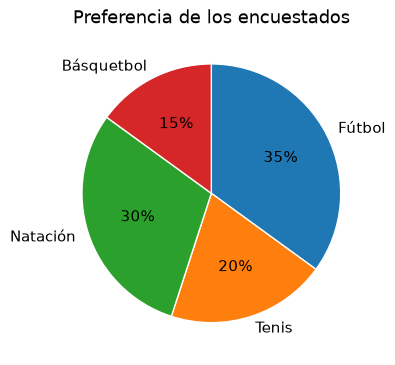 Preferencia de los encuestados
Básquetbol
15%
Fútbol
35%
Natación
30%
20%
Tenis